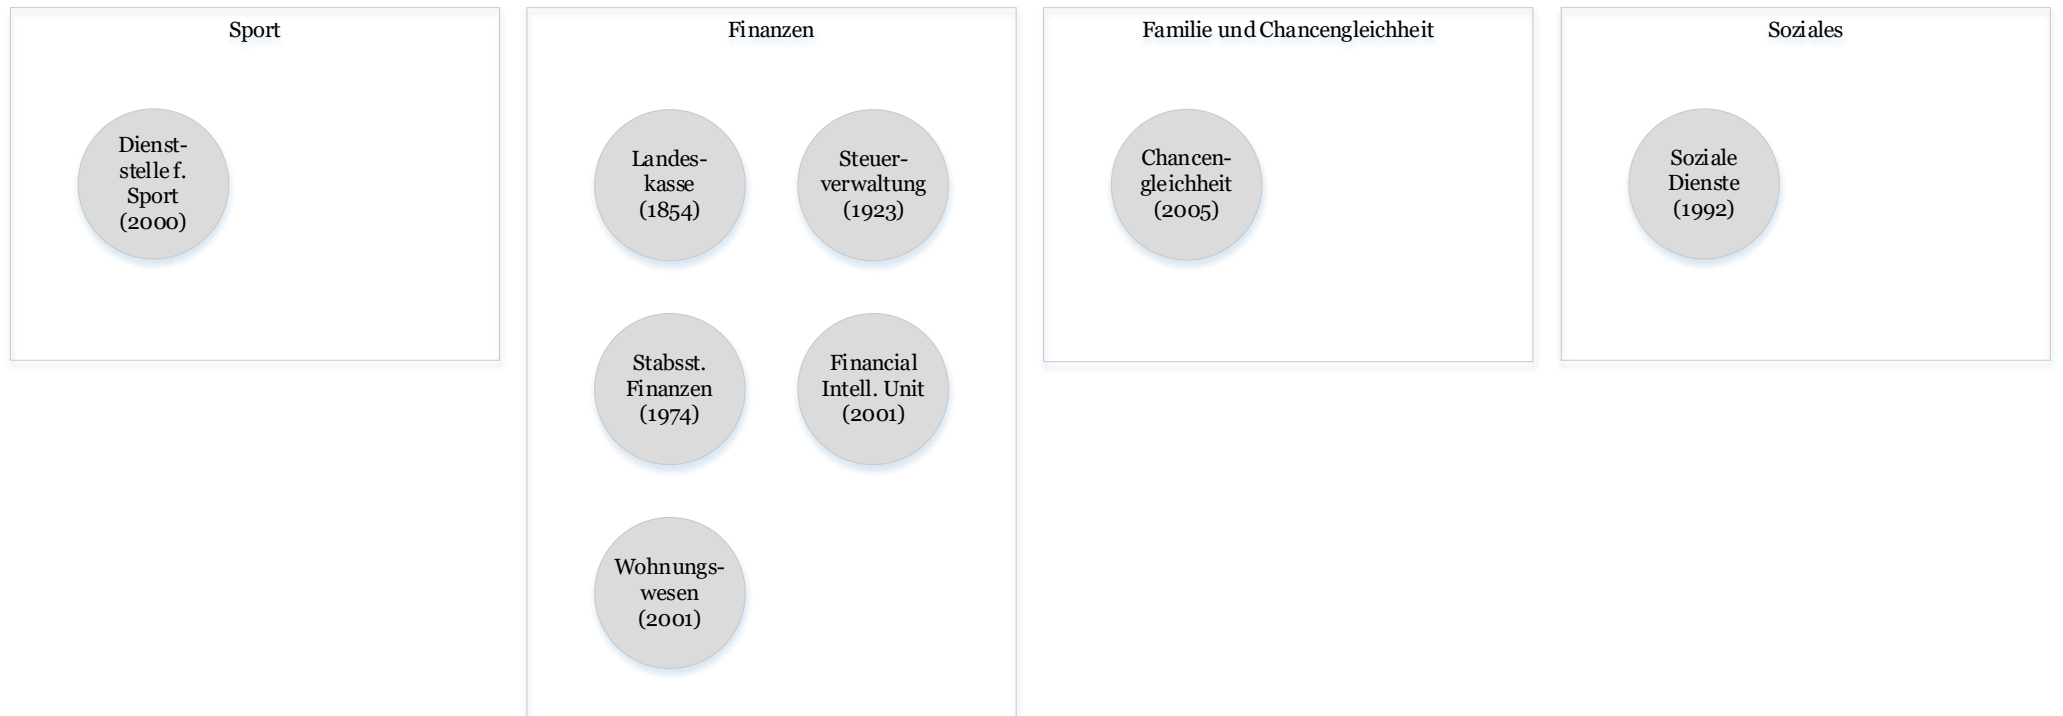 Sport
Dienst-
stelle f.
Sport
(2000)
Finanzen
Landes-
kasse
(1854)
Steuer-
verwaltung
(1923)
Stabsst.
Finanzen
(1974)
Financial
Intell. Unit
(2001)
Wohnungs-
wesen
(2001)
Familie und Chancengleichheit
Chancen-
gleichheit
(2005)
Soziales
Soziale
Dienste
(1992)